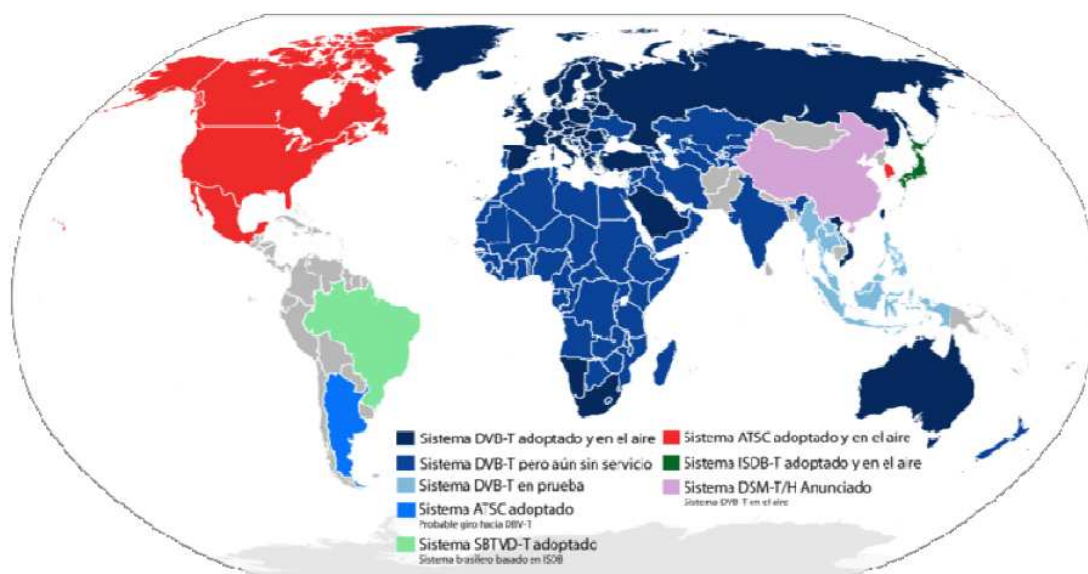 Sistema DVB-T adoptado y en el aire
Sistema DVB-T pero aún sin servicio
Sistema DVB-T en prueba
Sistema ATSC adoptado
Probable giro hacia DBV-T
Sistema SBTVD-T adoptado
Sistema brasilero basado en ISDB
Sistema ATSC adoptado y en el aire
Sistema ISDB-T adoptado y en el aire
Sistema DSM-T/H Anunciado
Sistema DVB-T en el aire